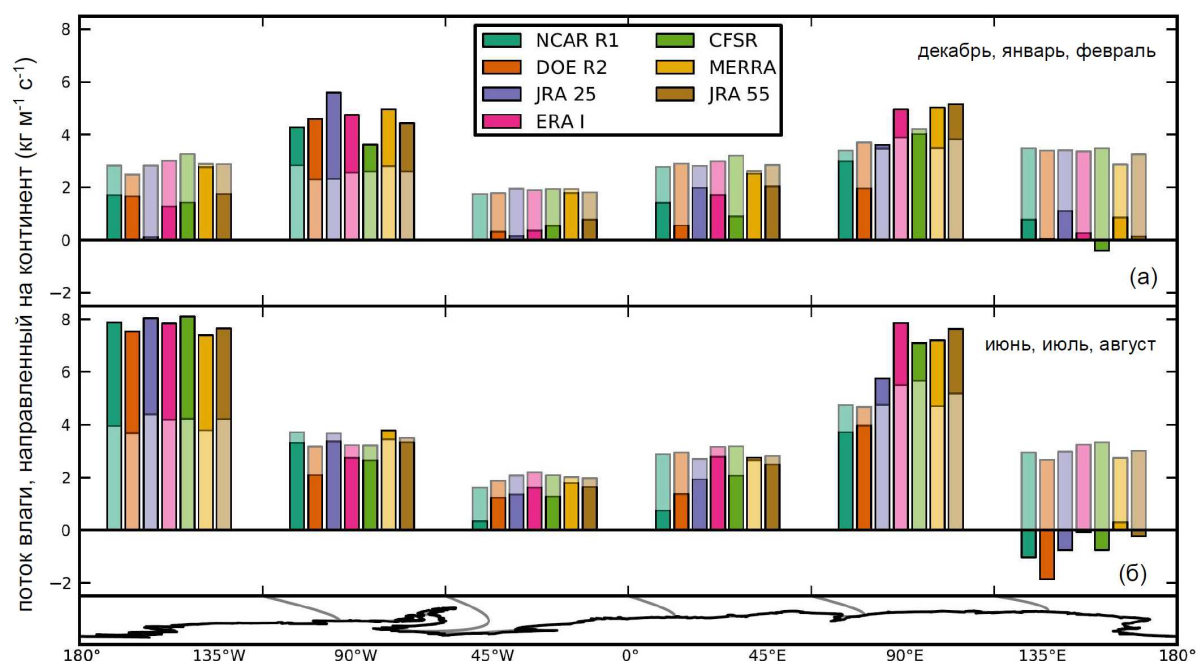 поток влаги, направленный на континент (кг м⁻¹ с⁻¹)
8
6
4
2
0
−2
NCAR R1
DOE R2
JRA 25
ERA I
CFSR
MERRA
JRA 55
декабрь, январь, февраль
(а)
8
6
4
2
0
−2
июнь, июль, август
(б)
180° 135°W 90°W 45°W 0° 45°E 90°E 135°E 180°